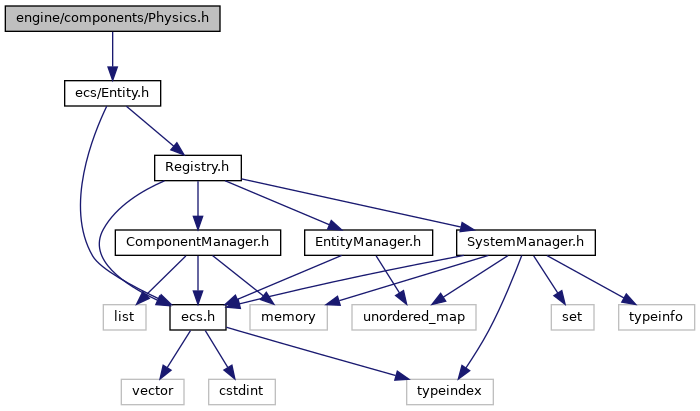 engine/components/Physics.h
ecs/Entity.h
Registry.h
ComponentManager.h
EntityManager.h
SystemManager.h
list
ecs.h
memory
unordered_map
set
typeinfo
vector
cstdint
typeindex